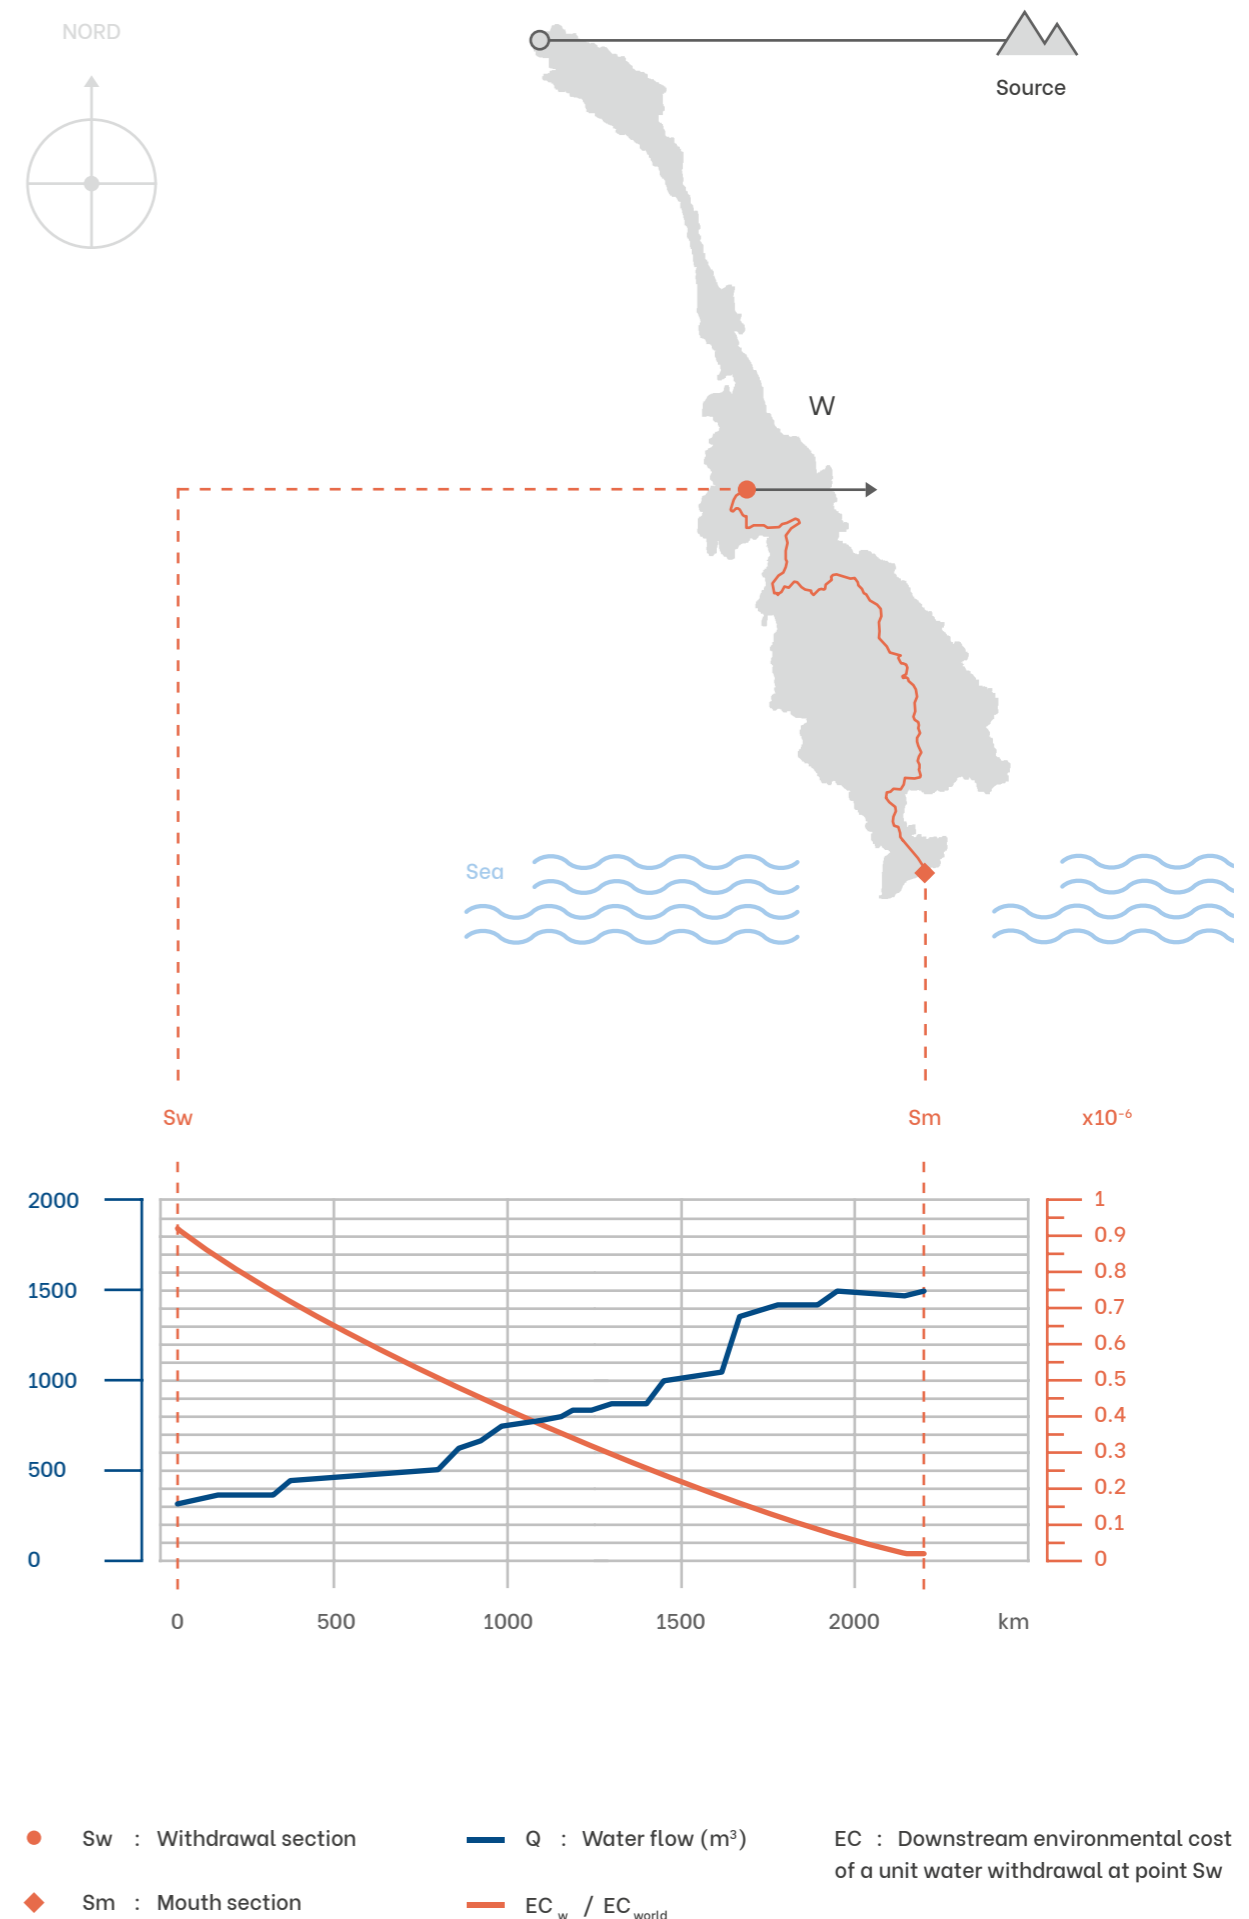 NORD
Source
W
Sea
Sw
Sm
x10⁻⁶
2000
1500
1000
500
0
1
0.9
0.8
0.7
0.6
0.5
0.4
0.3
0.2
0.1
0
0 500 1000 1500 2000 km
Sw : Withdrawal section
Sm : Mouth section
Q : Water flow (m³)
EC w / EC world
EC : Downstream environmental cost
of a unit water withdrawal at point Sw